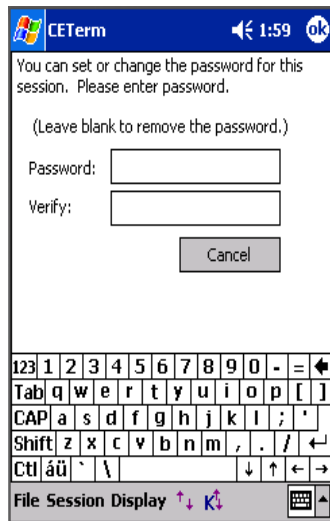 CETerm 1:59 ok
You can set or change the password for this
session. Please enter password.
(Leave blank to remove the password.)
Password:
Verify:
Cancel
123 1 2 3 4 5 6 7 8 9 0 - =
Tab q w e r t y u i o p [ ]
CAP a s d f g h j k l ; '
Shift z x c v b n m , . /
Ctl áü ` \
File Session Display K